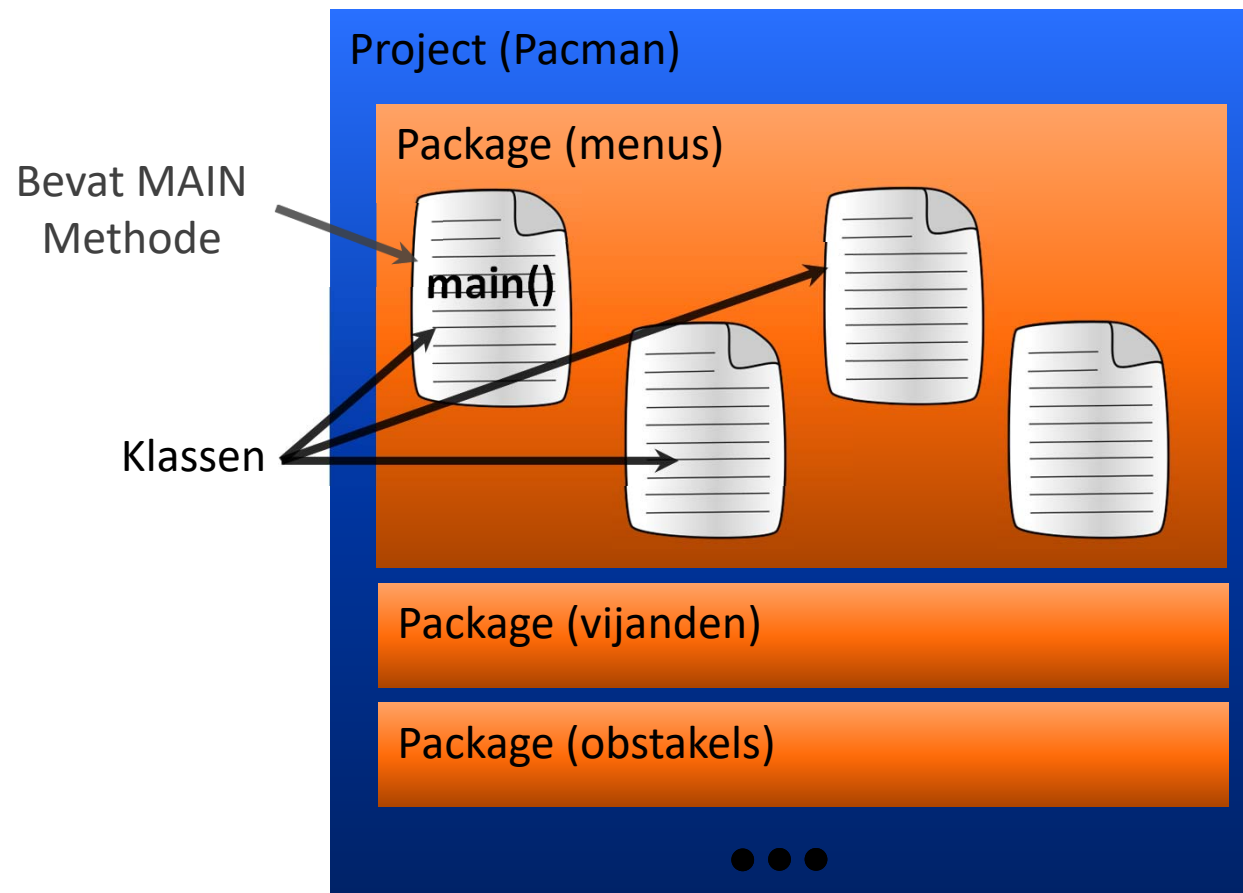 Project (Pacman)
Package (menus)
Bevat MAIN
Methode
main()
Klassen
Package (vijanden)
Package (obstakels)
●●●